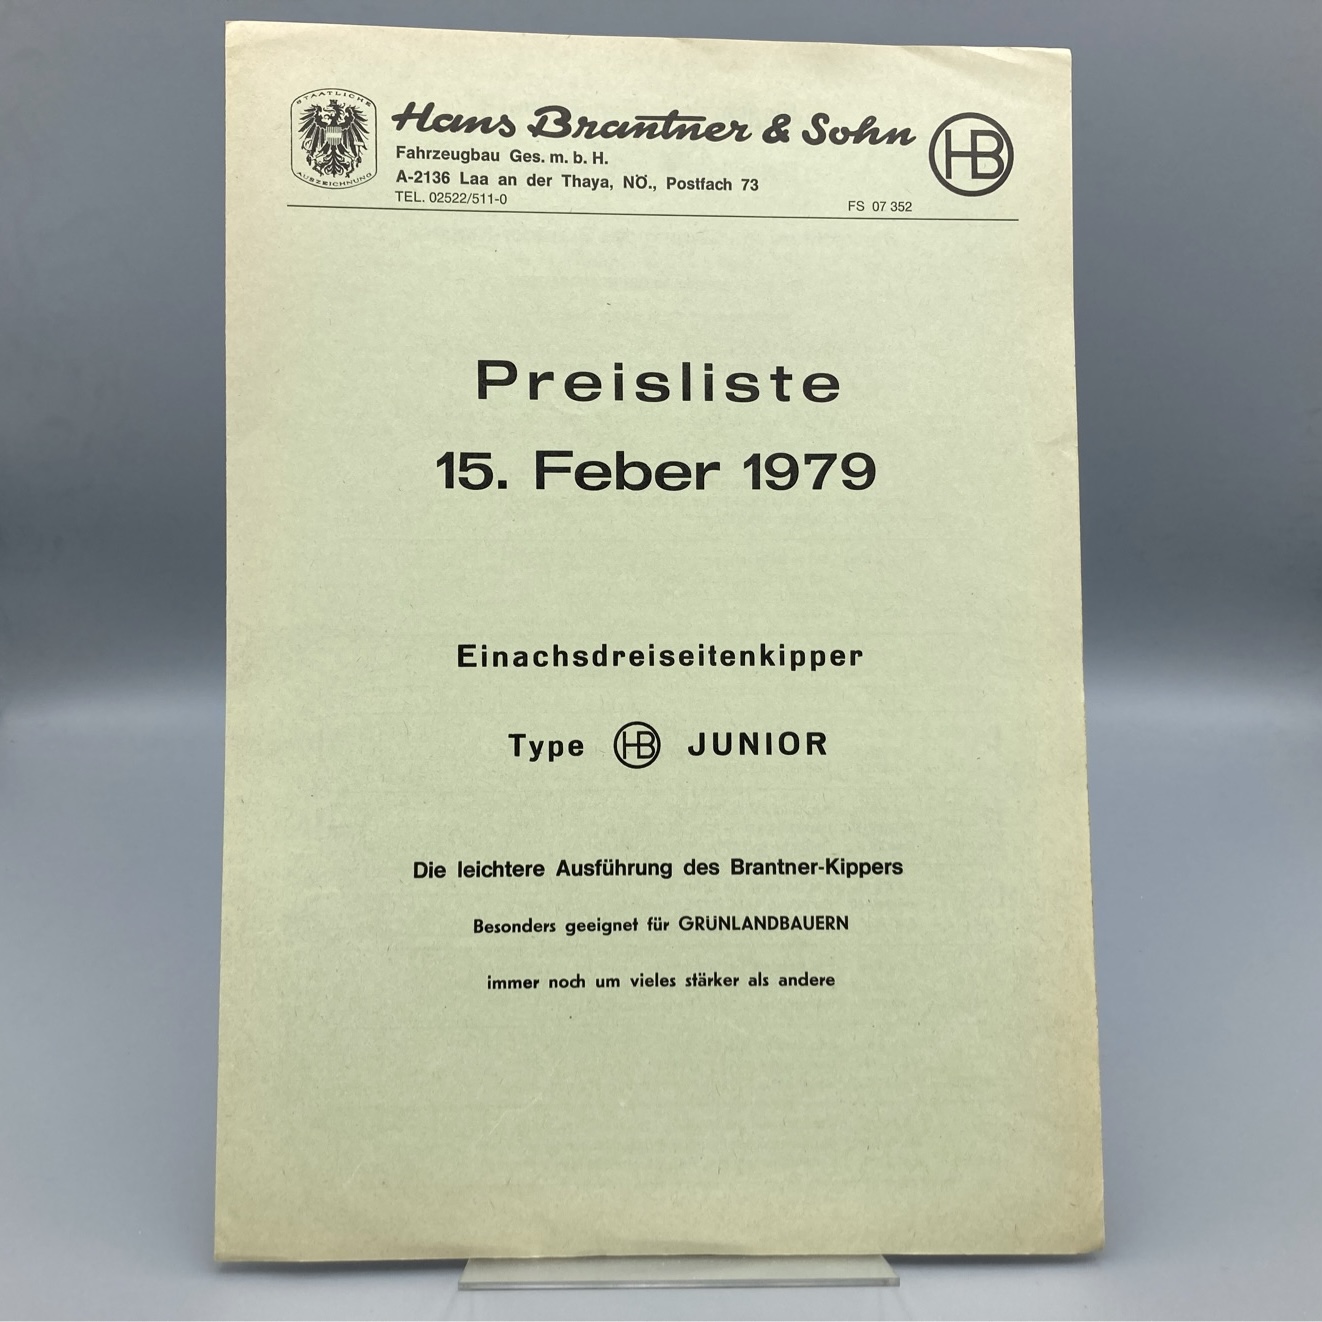 STAATLICHE
AUSZEICHNUNG
Hans Brantner & Sohn
HB
Fahrzeugbau Ges. m. b. H.
A-2136 Laa an der Thaya, NÖ., Postfach 73
TEL. 02522/511-0
FS 07 352
Preisliste
15. Feber 1979
Einachsdreiseitenkipper
Type HB JUNIOR
Die leichtere Ausführung des Brantner-Kippers
Besonders geeignet für GRÜNLANDBAUERN
immer noch um vieles stärker als andere